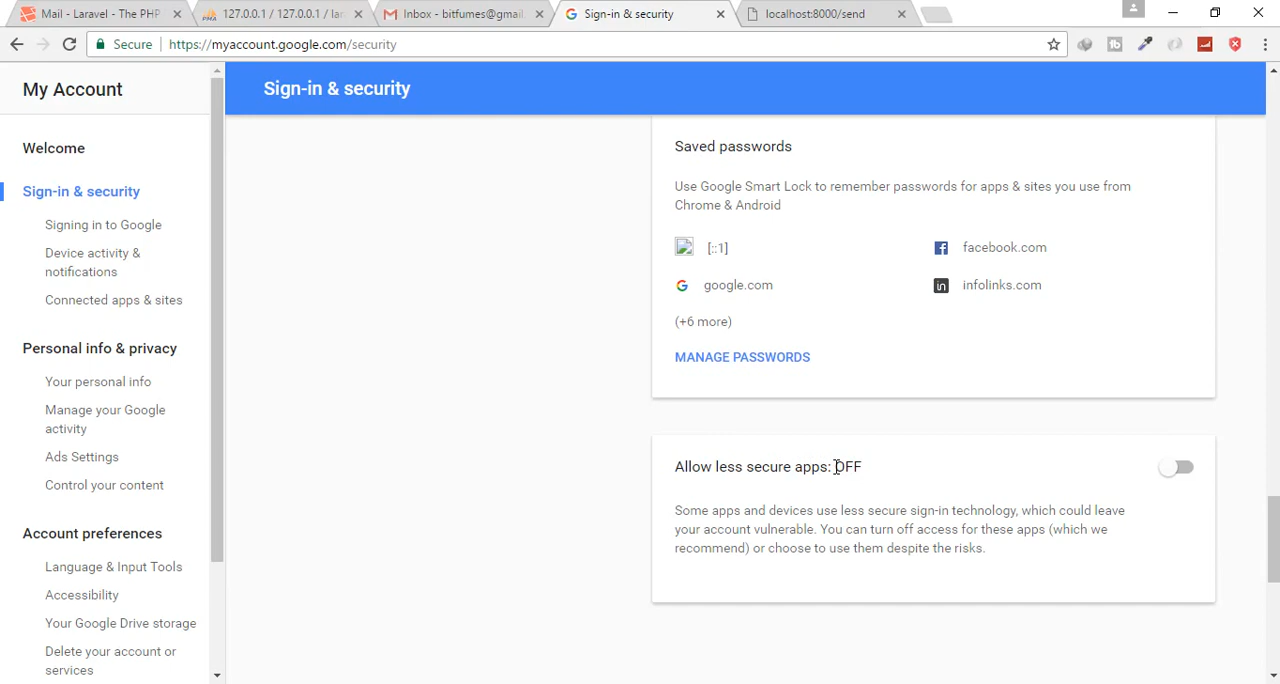 Mail - Laravel - The PHP
127.0.0.1 / 127.0.0.1 / lar
Inbox - bitfumes@gmail.
Sign-in & security
localhost:8000/send
Secure
https://myaccount.google.com/security
My Account
Welcome
Sign-in & security
Signing in to Google
Device activity &
notifications
Connected apps & sites
Personal info & privacy
Your personal info
Manage your Google
activity
Ads Settings
Control your content
Account preferences
Language & Input Tools
Accessibility
Your Google Drive storage
Delete your account or
services
Sign-in & security
Saved passwords
Use Google Smart Lock to remember passwords for apps & sites you use from
Chrome & Android
[::1]
facebook.com
google.com
infolinks.com
(+6 more)
MANAGE PASSWORDS
Allow less secure apps: OFF
Some apps and devices use less secure sign-in technology, which could leave
your account vulnerable. You can turn off access for these apps (which we
recommend) or choose to use them despite the risks.